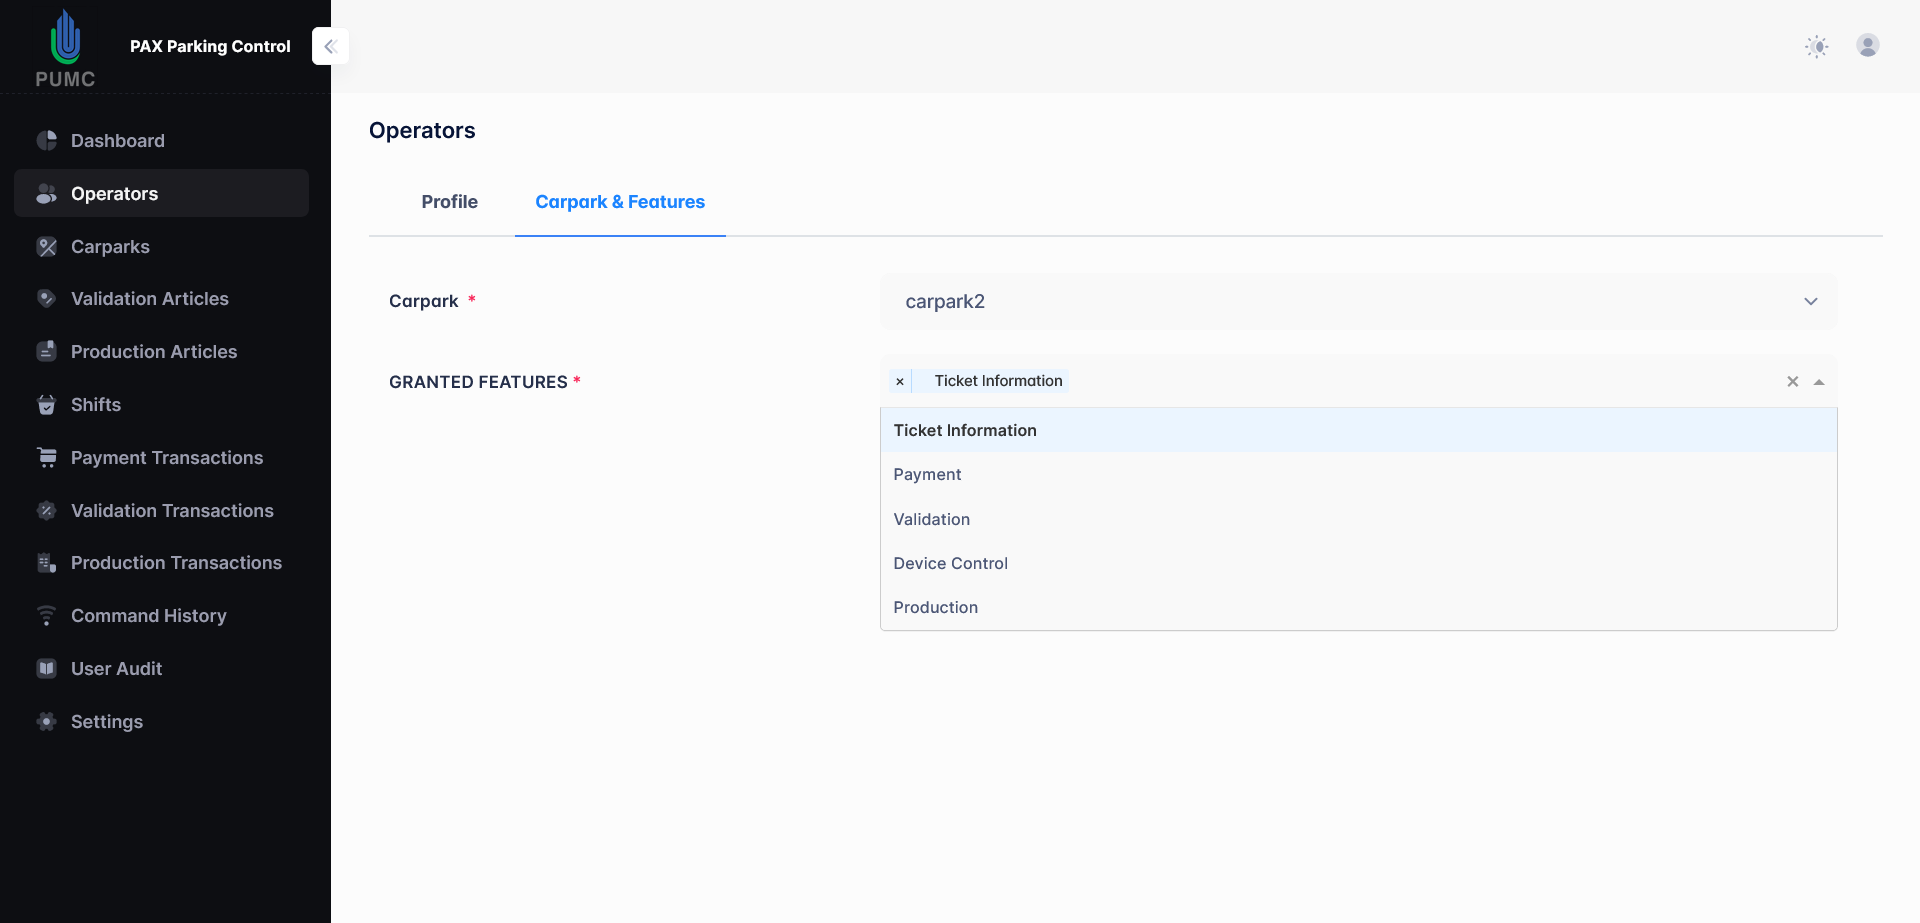 PUMC
PAX Parking Control
Dashboard
Operators
Carparks
Validation Articles
Production Articles
Shifts
Payment Transactions
Validation Transactions
Production Transactions
Command History
User Audit
Settings
Operators
Profile
Carpark & Features
Carpark *
carpark2
GRANTED FEATURES *
× Ticket Information
Ticket Information
Payment
Validation
Device Control
Production